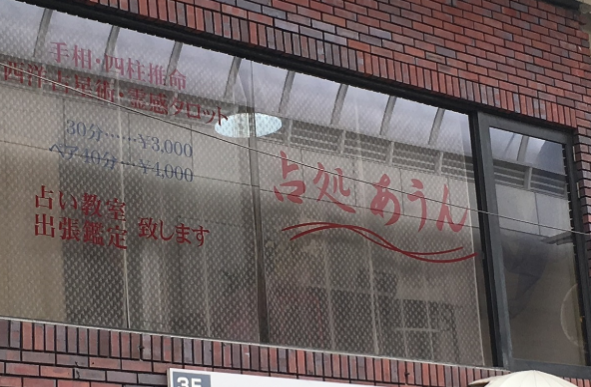 手相・四柱推命
西洋占星術・霊感タロット
30分……¥3,000
ペア40分…¥4,000
占い教室
出張鑑定 致します
占処 あうん
35